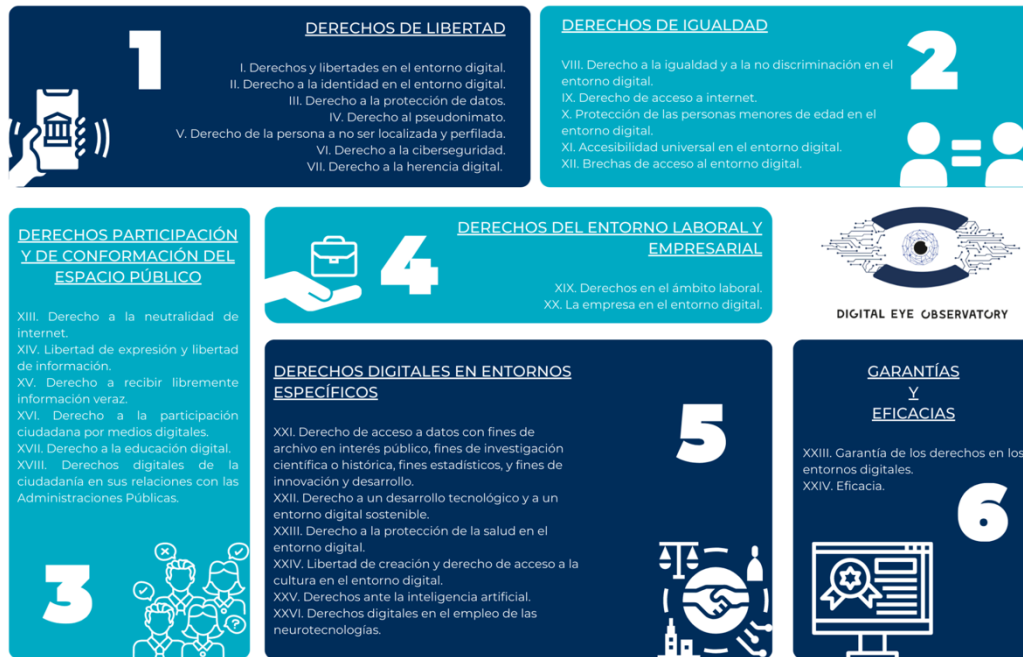 1
DERECHOS DE LIBERTAD
I. Derechos y libertades en el entorno digital.
II. Derecho a la identidad en el entorno digital.
III. Derecho a la protección de datos.
IV. Derecho al pseudonimato.
V. Derecho de la persona a no ser localizada y perfilada.
VI. Derecho a la ciberseguridad.
VII. Derecho a la herencia digital.
DERECHOS DE IGUALDAD
2
VIII. Derecho a la igualdad y a la no discriminación en el
entorno digital.
IX. Derecho de acceso a internet.
X. Protección de las personas menores de edad en el
entorno digital.
XI. Accesibilidad universal en el entorno digital.
XII. Brechas de acceso al entorno digital.
DERECHOS PARTICIPACIÓN
Y DE CONFORMACIÓN DEL
ESPACIO PÚBLICO
XIII. Derecho a la neutralidad de
internet.
XIV. Libertad de expresión y libertad
de información.
XV. Derecho a recibir libremente
información veraz.
XVI. Derecho a la participación
ciudadana por medios digitales.
XVII. Derecho a la educación digital.
XVIII. Derechos digitales de la
ciudadanía en sus relaciones con las
Administraciones Públicas.
3
4
DERECHOS DEL ENTORNO LABORAL Y
EMPRESARIAL
XIX. Derechos en el ámbito laboral.
XX. La empresa en el entorno digital.
DIGITAL EYE OBSERVATORY
DERECHOS DIGITALES EN ENTORNOS
ESPECÍFICOS
5
XXI. Derecho de acceso a datos con fines de
archivo en interés público, fines de investigación
científica o histórica, fines estadísticos, y fines de
innovación y desarrollo.
XXII. Derecho a un desarrollo tecnológico y a un
entorno digital sostenible.
XXIII. Derecho a la protección de la salud en el
entorno digital.
XXIV. Libertad de creación y derecho de acceso a la
cultura en el entorno digital.
XXV. Derechos ante la inteligencia artificial.
XXVI. Derechos digitales en el empleo de las
neurotecnologías.
GARANTÍAS
Y
EFICACIAS
XXIII. Garantía de los derechos en los
entornos digitales.
XXIV. Eficacia.
6